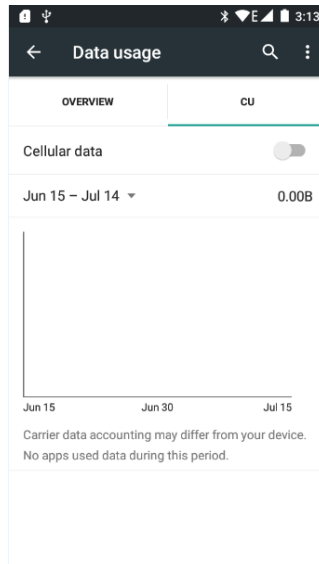 E 3:13
Data usage
OVERVIEW CU
Cellular data
Jun 15 – Jul 14 0.00B
Jun 15 Jun 30 Jul 15
Carrier data accounting may differ from your device.
No apps used data during this period.